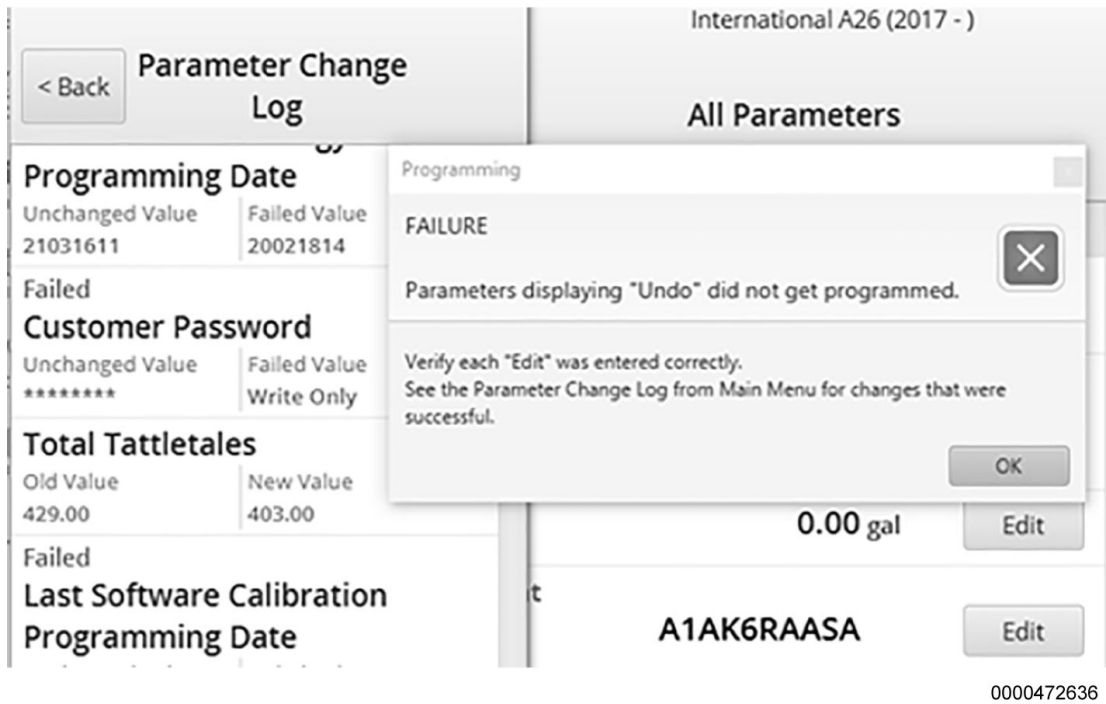 International A26 (2017 - )
< Back
Parameter Change
Log
All Parameters
Programming Date
Unchanged Value
Failed Value
21031611
20021814
Failed
Customer Password
Unchanged Value
Failed Value
********
Write Only
Total Tattletales
Old Value
New Value
429.00
403.00
Failed
Last Software Calibration
Programming Date
Programming
FAILURE
Parameters displaying "Undo" did not get programmed.
Verify each "Edit" was entered correctly.
See the Parameter Change Log from Main Menu for changes that were
successful.
OK
0.00 gal
Edit
t
A1AK6RAASA
Edit
0000472636